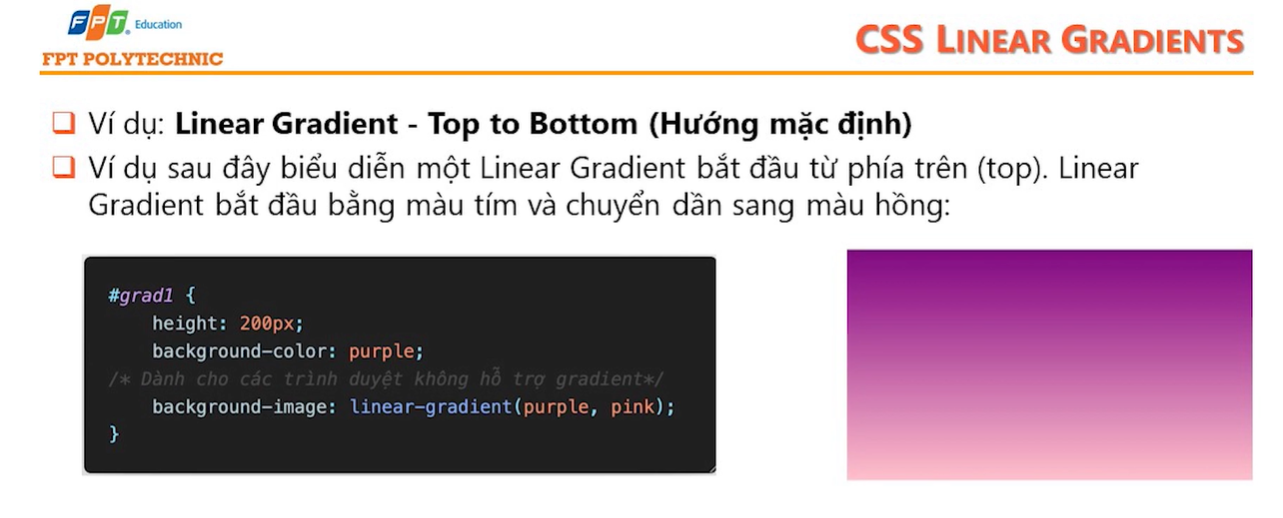 FPT Education
FPT POLYTECHNIC
CSS LINEAR GRADIENTS
Ví dụ: Linear Gradient - Top to Bottom (Hướng mặc định)
Ví dụ sau đây biểu diễn một Linear Gradient bắt đầu từ phía trên (top). Linear
Gradient bắt đầu bằng màu tím và chuyển dần sang màu hồng:
#grad1 {
height: 200px;
background-color: purple;
/* Dành cho các trình duyệt không hỗ trợ gradient*/
background-image: linear-gradient(purple, pink);
}